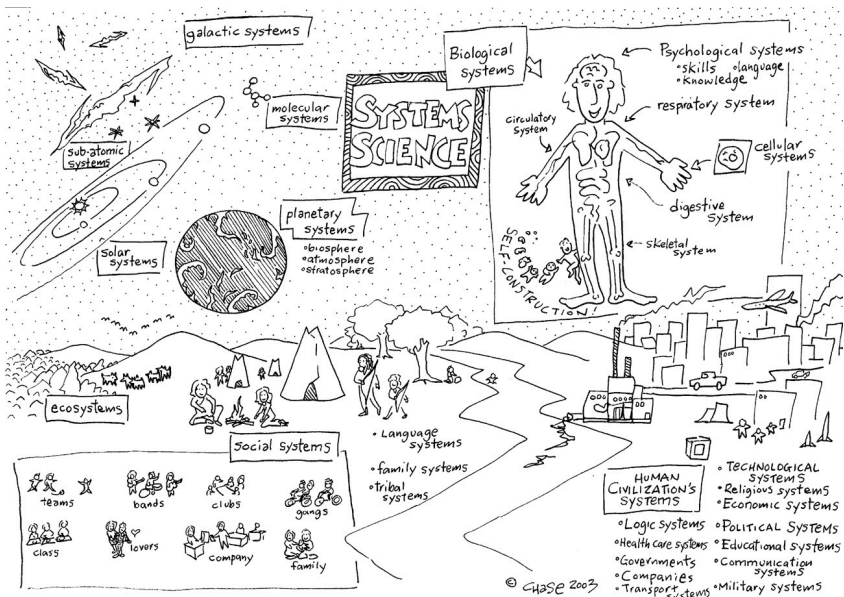 galactic systems
molecular systems
sub-atomic systems
solar systems
planetary systems
•biosphere
•atmosphere
•stratosphere
SYSTEMS SCIENCE
Biological systems
Psychological systems
•skills •language
•knowledge
respratory system
circulatory system
cellular systems
digestive system
skeletal system
SELF CONSTRUCTION!
ecosystems
• Language systems
• family systems
• tribal systems
social systems
teams
bands
clubs
gangs
class
lovers
company
family
HUMAN CIVILIZATION'S SYSTEMS
•Logic systems
•Health care systems
•Governments
•Companies
•Transport systems
•TECHNOLOGICAL SYSTEMS
•Religious systems
•Economic systems
•POLITICAL SYSTEMS
•Educational systems
•Communication systems
•Military systems
© CHASE 2003